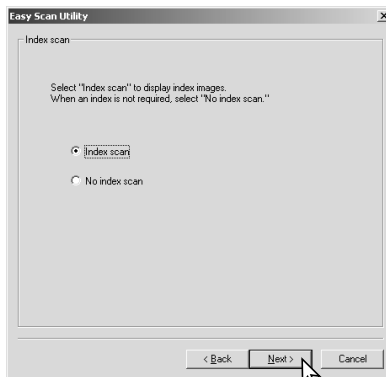 Easy Scan Utility
Index scan
Select "Index scan" to display index images.
When an index is not required, select "No index scan."
Index scan
No index scan
< Back
Next >
Cancel